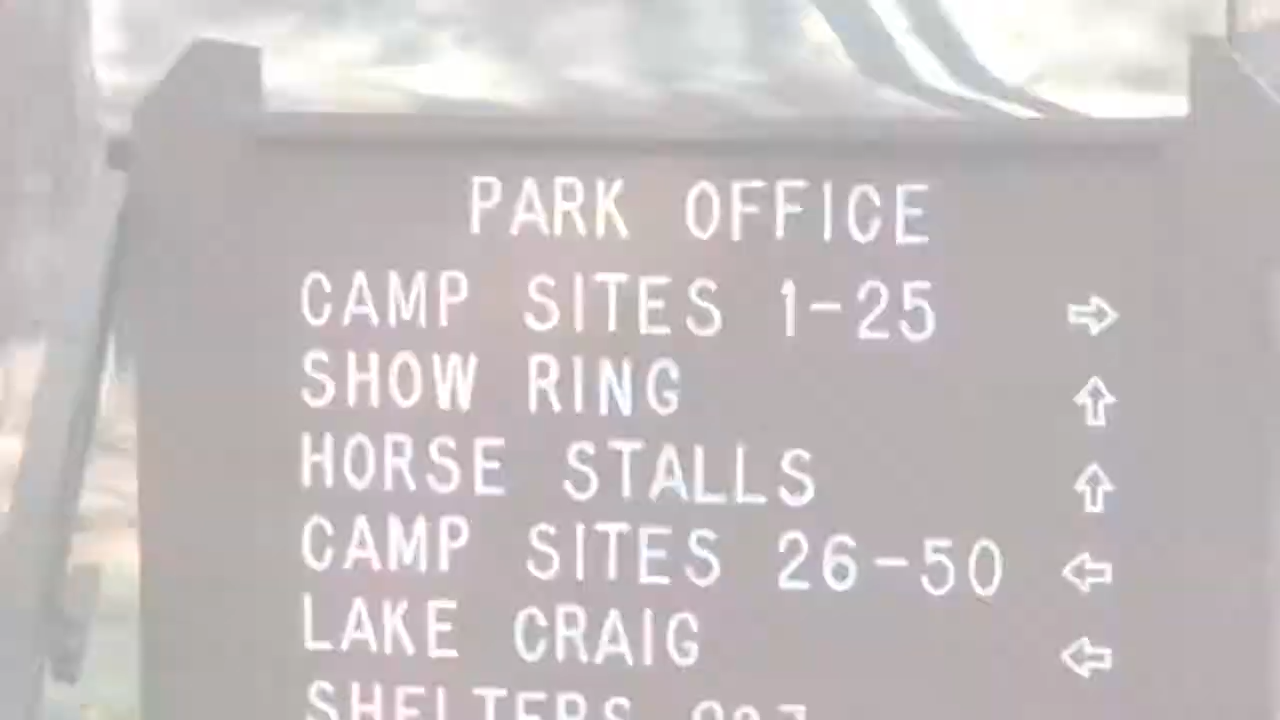 PARK OFFICE
CAMP SITES 1-25 ⇨
SHOW RING ⇧
HORSE STALLS ⇧
CAMP SITES 26-50 ⇦
LAKE CRAIG ⇦
SHELTERS